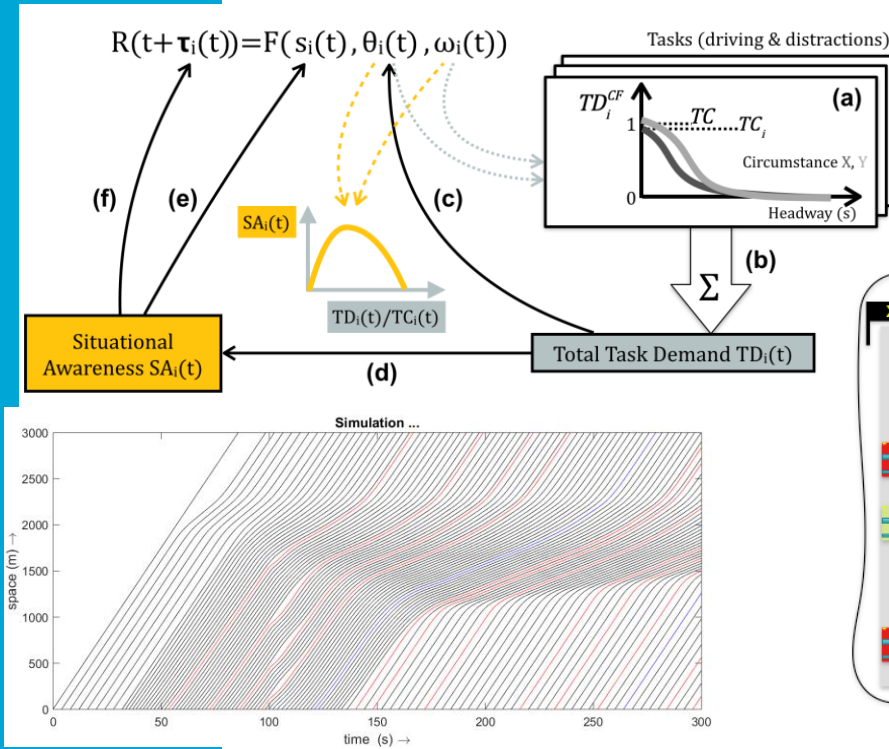 R(t+τᵢ(t))=F(sᵢ(t),θᵢ(t),ωᵢ(t))
Tasks (driving & distractions)
(a)
TDᵢᶜᶠ
1
TC
TCᵢ
Circumstance X, Y
0
Headway (s)
(f)
(e)
(c)
SAᵢ(t)
TDᵢ(t)/TCᵢ(t)
(b)
Σ
Situational
Awareness SAᵢ(t)
(d)
Total Task Demand TDᵢ(t)
Simulation ...
space (m) →
3000
2500
2000
1500
1000
500
0
0 50 100 150 200 250 300
time (s) →